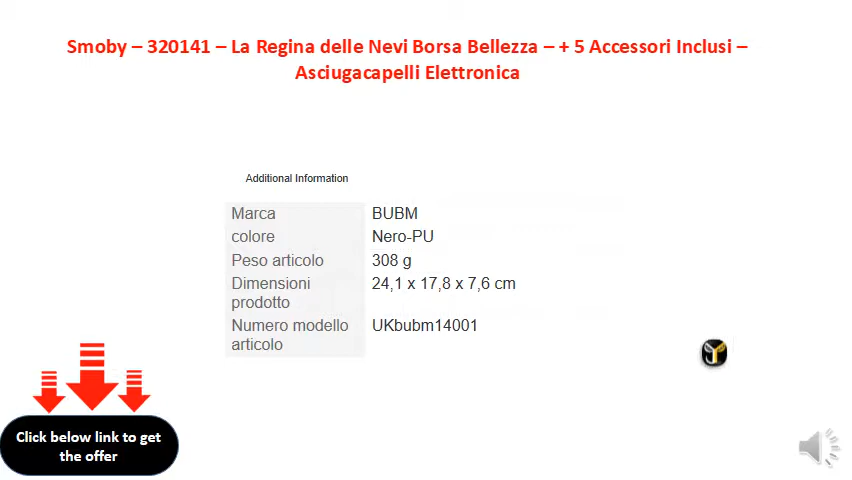 Smoby – 320141 – La Regina delle Nevi Borsa Bellezza – + 5 Accessori Inclusi –
Asciugacapelli Elettronica
Additional Information
Marca BUBM
colore Nero-PU
Peso articolo 308 g
Dimensioni 24,1 x 17,8 x 7,6 cm
prodotto
Numero modello UKbubm14001
articolo
Click below link to get
the offer